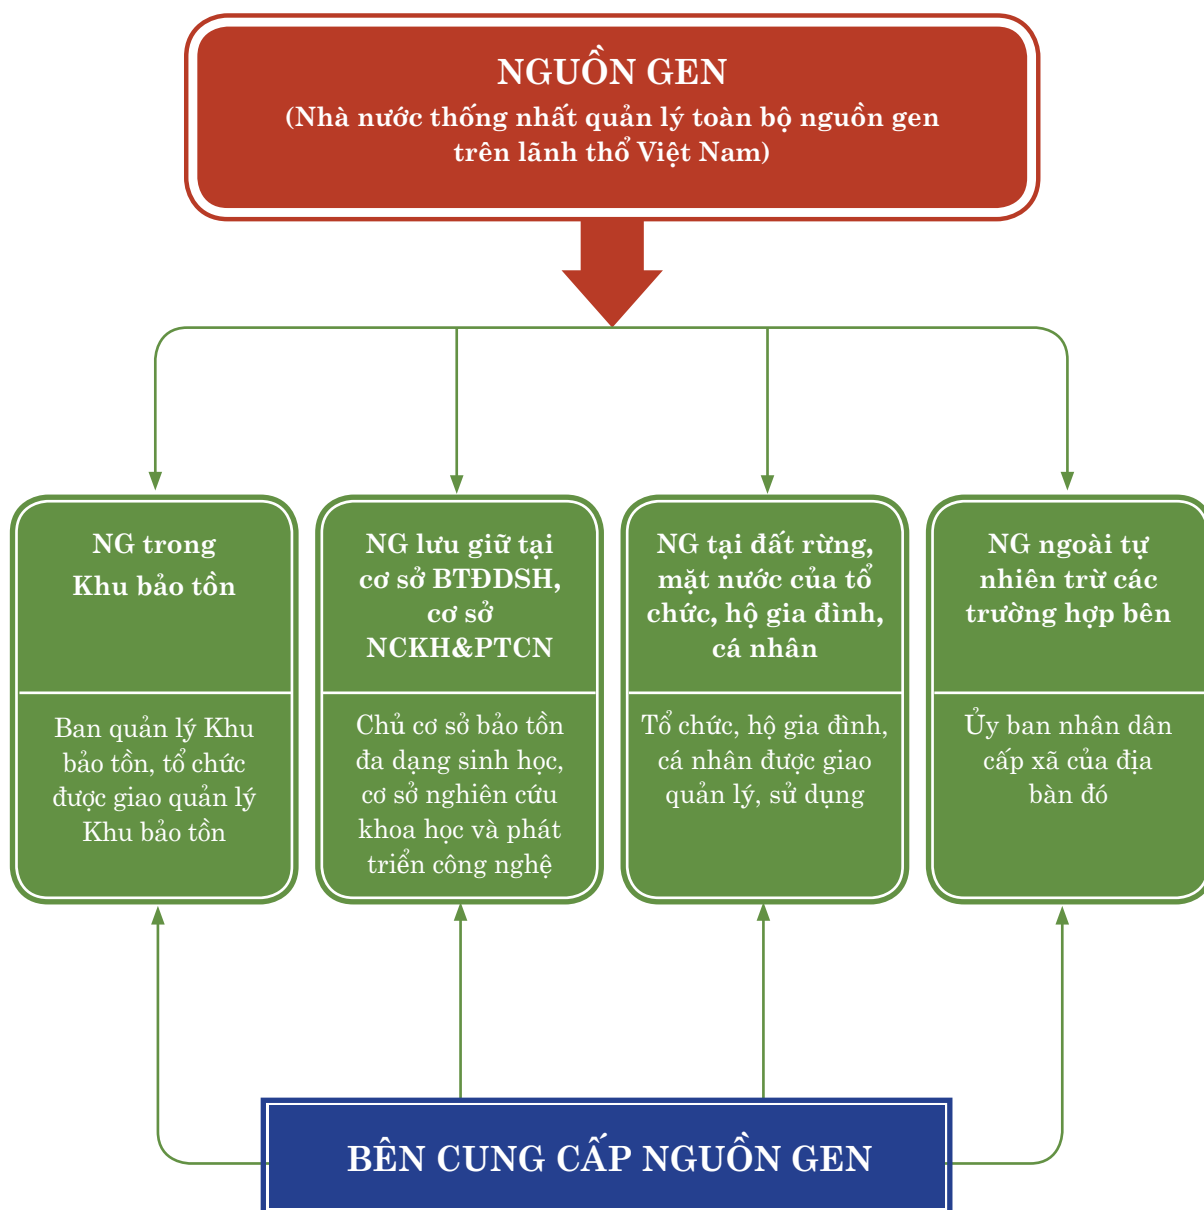 NGUỒN GEN
(Nhà nước thống nhất quản lý toàn bộ nguồn gen
trên lãnh thổ Việt Nam)
NG trong
Khu bảo tồn
Ban quản lý Khu
bảo tồn, tổ chức
được giao quản lý
Khu bảo tồn
NG lưu giữ tại
cơ sở BTĐDSH,
cơ sở
NCKH&PTCN
Chủ cơ sở bảo tồn
đa dạng sinh học,
cơ sở nghiên cứu
khoa học và phát
triển công nghệ
NG tại đất rừng,
mặt nước của tổ
chức, hộ gia đình,
cá nhân
Tổ chức, hộ gia đình,
cá nhân được giao
quản lý, sử dụng
NG ngoài tự
nhiên trừ các
trường hợp bên
Ủy ban nhân dân
cấp xã của địa
bàn đó
BÊN CUNG CẤP NGUỒN GEN